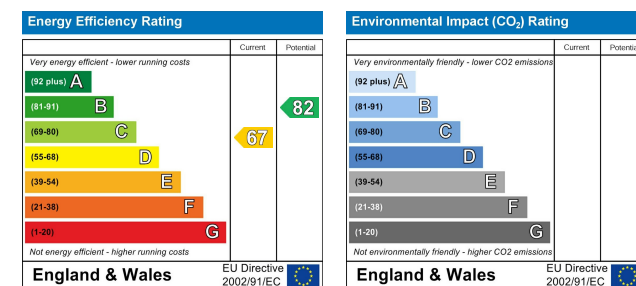 Energy Efficiency Rating
Current Potential
Very energy efficient - lower running costs
(92 plus) A
(81-91) B
(69-80) C
(55-68) D
(39-54) E
(21-38) F
(1-20) G
82
67
Not energy efficient - higher running costs
England & Wales
EU Directive
2002/91/EC
Environmental Impact (CO₂) Rating
Current Potentia
Very environmentally friendly - lower CO2 emissions
(92 plus) A
(81-91) B
(69-80) C
(55-68) D
(39-54) E
(21-38) F
(1-20) G
Not environmentally friendly - higher CO2 emissions
England & Wales
EU Directive
2002/91/EC